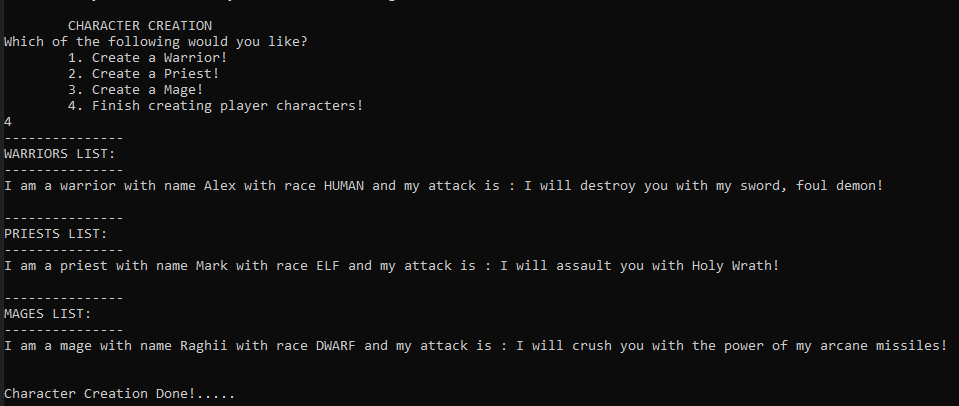 CHARACTER CREATION
Which of the following would you like?
1. Create a Warrior!
2. Create a Priest!
3. Create a Mage!
4. Finish creating player characters!
4
---------------
WARRIORS LIST:
---------------
I am a warrior with name Alex with race HUMAN and my attack is : I will destroy you with my sword, foul demon!
---------------
PRIESTS LIST:
---------------
I am a priest with name Mark with race ELF and my attack is : I will assault you with Holy Wrath!
---------------
MAGES LIST:
---------------
I am a mage with name Raghii with race DWARF and my attack is : I will crush you with the power of my arcane missiles!
Character Creation Done!.....